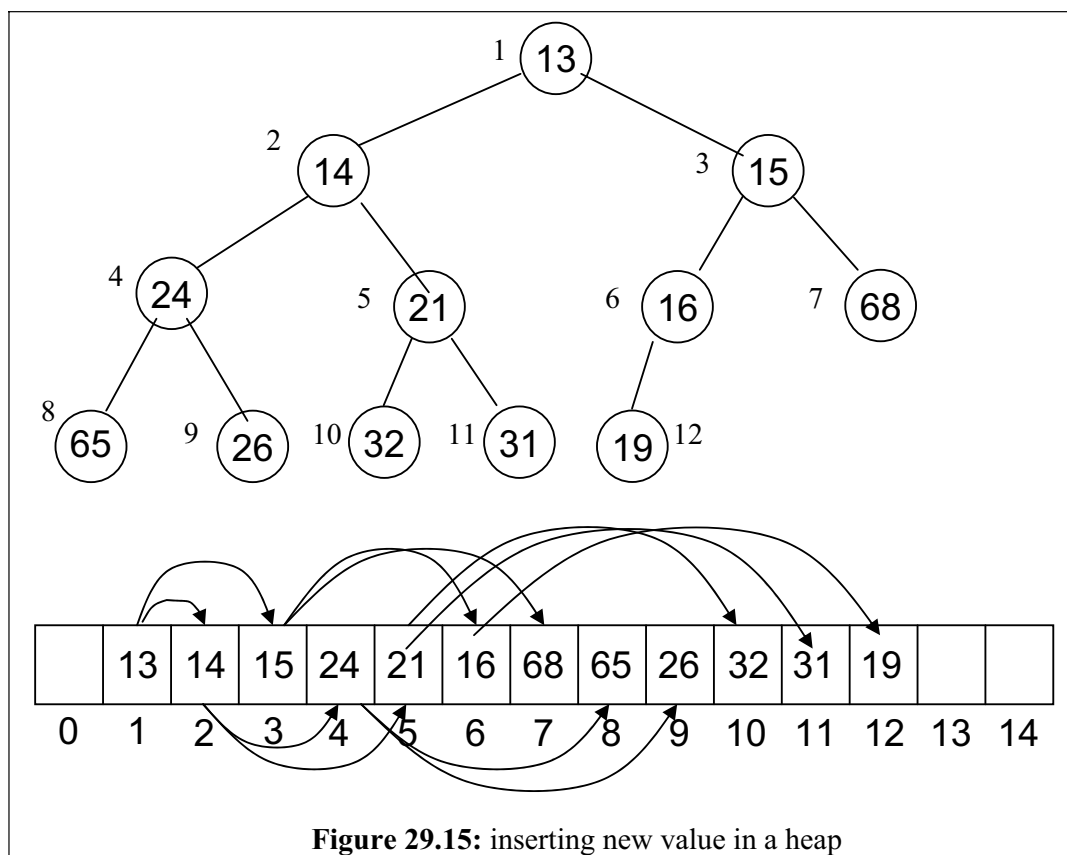 1 13
2 14 3 15
4 24 5 21 6 16 7 68
8 65 9 26 10 32 11 31 19 12
13 14 15 24 21 16 68 65 26 32 31 19
0 1 2 3 4 5 6 7 8 9 10 11 12 13 14
Figure 29.15: inserting new value in a heap